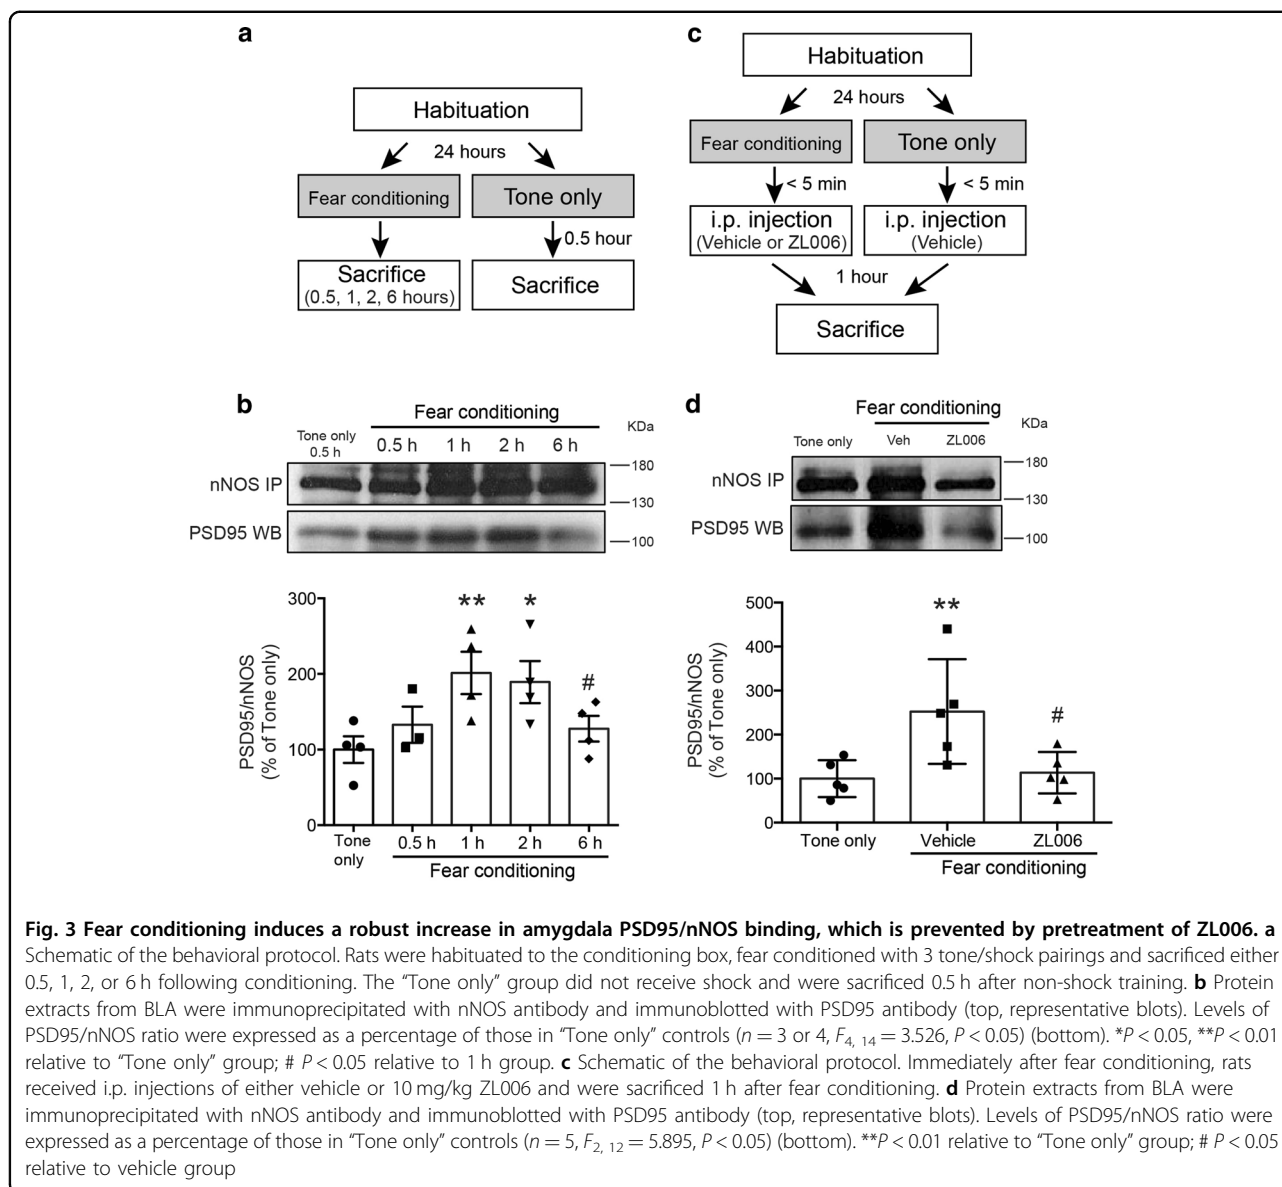 a
Habituation
24 hours
Fear conditioning
Tone only
0.5 hour
Sacrifice
(0.5, 1, 2, 6 hours)
Sacrifice
c
Habituation
24 hours
Fear conditioning
Tone only
< 5 min
< 5 min
i.p. injection
(Vehicle or ZL006)
i.p. injection
(Vehicle)
1 hour
Sacrifice
b
Fear conditioning
KDa
Tone only
0.5 h
0.5 h
1 h
2 h
6 h
nNOS IP
180
130
PSD95 WB
100
PSD95/nNOS
(% of Tone only)
300
200
100
0
**
*
#
Tone
only
0.5 h
1 h
2 h
6 h
Fear conditioning
d
Fear conditioning
KDa
Tone only
Veh
ZL006
nNOS IP
180
130
PSD95 WB
100
PSD95/nNOS
(% of Tone only)
500
400
300
200
100
0
**
#
Tone only
Vehicle
ZL006
Fear conditioning
Fig. 3 Fear conditioning induces a robust increase in amygdala PSD95/nNOS binding, which is prevented by pretreatment of ZL006. a
Schematic of the behavioral protocol. Rats were habituated to the conditioning box, fear conditioned with 3 tone/shock pairings and sacrificed either
0.5, 1, 2, or 6 h following conditioning. The “Tone only” group did not receive shock and were sacrificed 0.5 h after non-shock training. b Protein
extracts from BLA were immunoprecipitated with nNOS antibody and immunoblotted with PSD95 antibody (top, representative blots). Levels of
PSD95/nNOS ratio were expressed as a percentage of those in “Tone only” controls (n = 3 or 4, F4, 14 = 3.526, P < 0.05) (bottom). *P < 0.05, **P < 0.01
relative to “Tone only” group; # P < 0.05 relative to 1 h group. c Schematic of the behavioral protocol. Immediately after fear conditioning, rats
received i.p. injections of either vehicle or 10 mg/kg ZL006 and were sacrificed 1 h after fear conditioning. d Protein extracts from BLA were
immunoprecipitated with nNOS antibody and immunoblotted with PSD95 antibody (top, representative blots). Levels of PSD95/nNOS ratio were
expressed as a percentage of those in “Tone only” controls (n = 5, F2, 12 = 5.895, P < 0.05) (bottom). **P < 0.01 relative to “Tone only” group; # P < 0.05
relative to vehicle group